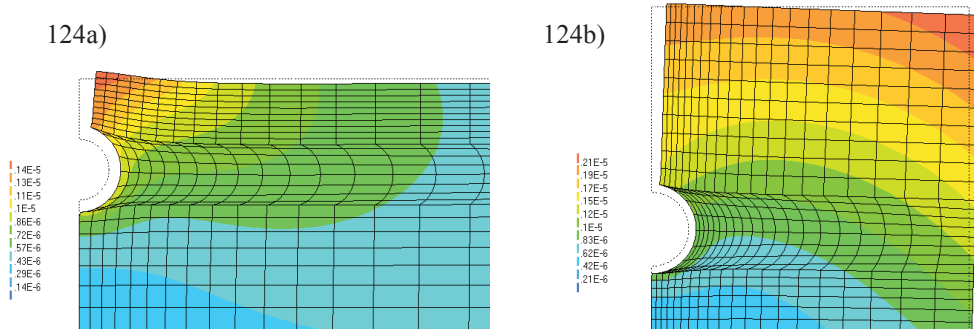 124a)
124b)
.14E-5
.13E-5
.11E-5
.1E-5
.86E-6
.72E-6
.57E-6
.43E-6
.29E-6
.14E-6
.21E-5
.19E-5
.17E-5
.15E-5
.12E-5
.1E-5
.83E-6
.62E-6
.42E-6
.21E-6